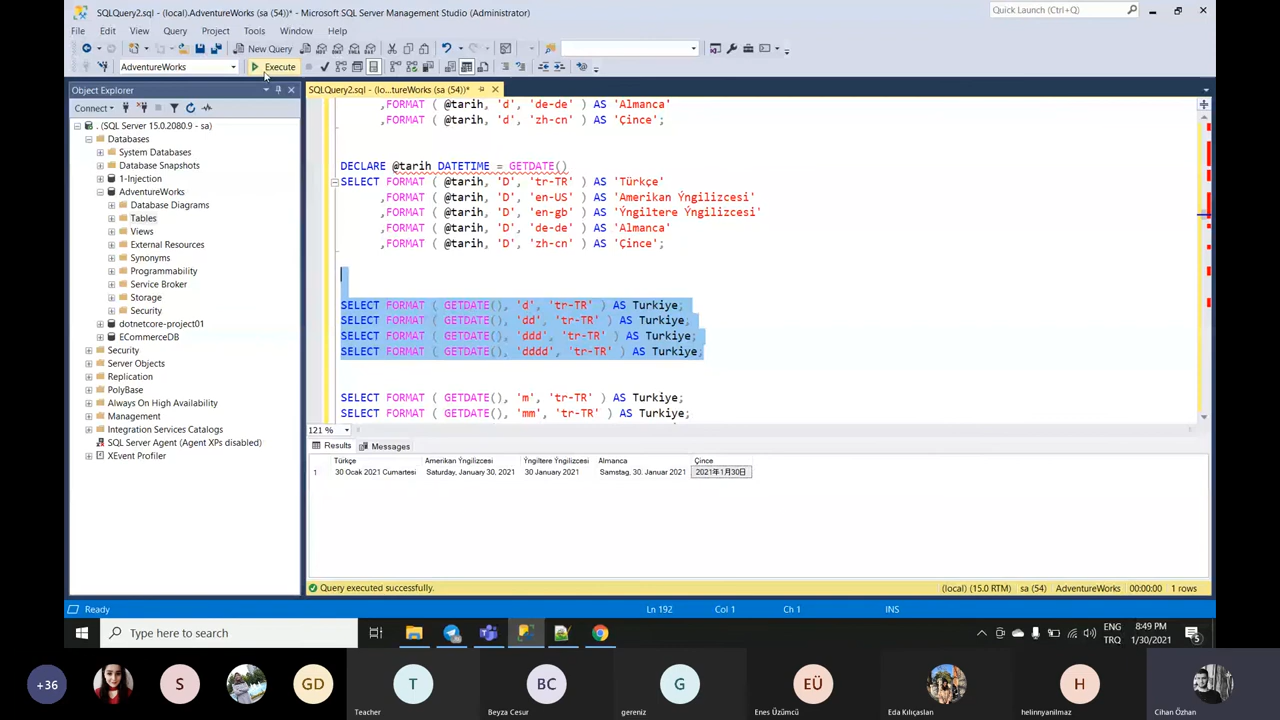 SQLQuery2.sql - (local).AdventureWorks (sa (54))* - Microsoft SQL Server Management Studio (Administrator)
Quick Launch (Ctrl+Q)
File Edit View Query Project Tools Window Help
New Query
AdventureWorks
Execute
Object Explorer
Connect
. (SQL Server 15.0.2080.9 - sa)
Databases
System Databases
Database Snapshots
1-Injection
AdventureWorks
Database Diagrams
Tables
Views
External Resources
Synonyms
Programmability
Service Broker
Storage
Security
dotnetcore-project01
ECommerceDB
Security
Server Objects
Replication
PolyBase
Always On High Availability
Management
Integration Services Catalogs
SQL Server Agent (Agent XPs disabled)
XEvent Profiler
SQLQuery2.sql - (lo...tureWorks (sa (54))*
,FORMAT ( @tarih, 'd', 'de-de' ) AS 'Almanca'
,FORMAT ( @tarih, 'd', 'zh-cn' ) AS 'Çince';
DECLARE @tarih DATETIME = GETDATE()
SELECT FORMAT ( @tarih, 'D', 'tr-TR' ) AS 'Türkçe'
,FORMAT ( @tarih, 'D', 'en-US' ) AS 'Amerikan Ýngilizcesi'
,FORMAT ( @tarih, 'D', 'en-gb' ) AS 'Ýngiltere Ýngilizcesi'
,FORMAT ( @tarih, 'D', 'de-de' ) AS 'Almanca'
,FORMAT ( @tarih, 'D', 'zh-cn' ) AS 'Çince';
SELECT FORMAT ( GETDATE(), 'd', 'tr-TR' ) AS Turkiye;
SELECT FORMAT ( GETDATE(), 'dd', 'tr-TR' ) AS Turkiye;
SELECT FORMAT ( GETDATE(), 'ddd', 'tr-TR' ) AS Turkiye;
SELECT FORMAT ( GETDATE(), 'dddd', 'tr-TR' ) AS Turkiye;
SELECT FORMAT ( GETDATE(), 'm', 'tr-TR' ) AS Turkiye;
SELECT FORMAT ( GETDATE(), 'mm', 'tr-TR' ) AS Turkiye;
121 %
Results Messages
Türkçe Amerikan Ýngilizcesi Ýngiltere Ýngilizcesi Almanca Çince
1 30 Ocak 2021 Cumartesi Saturday, January 30, 2021 30 January 2021 Samstag, 30. Januar 2021 2021年1月30日
Query executed successfully.
(local) (15.0 RTM) sa (54) AdventureWorks 00:00:00 1 rows
Ready Ln 192 Col 1 Ch 1 INS
Type here to search
ENG 8:49 PM
TRQ 1/30/2021
5
+36 S GD T BC G EÜ H
Teacher Beyza Cesur gereniz Enes Üzümcü Eda Kılıçaslan helinnyanilmaz Cihan Özhan